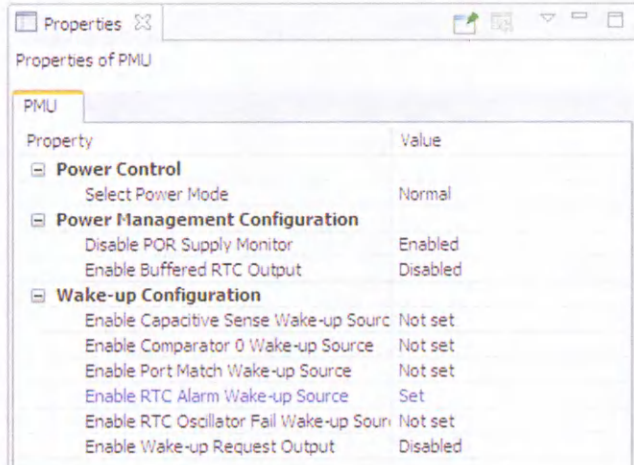 Properties
Properties of PMU
PMU
Property Value
Power Control
Select Power Mode Normal
Power Management Configuration
Disable POR Supply Monitor Enabled
Enable Buffered RTC Output Disabled
Wake-up Configuration
Enable Capacitive Sense Wake-up Sourc Not set
Enable Comparator 0 Wake-up Source Not set
Enable Port Match Wake-up Source Not set
Enable RTC Alarm Wake-up Source Set
Enable RTC Oscillator Fail Wake-up Sour Not set
Enable Wake-up Request Output Disabled